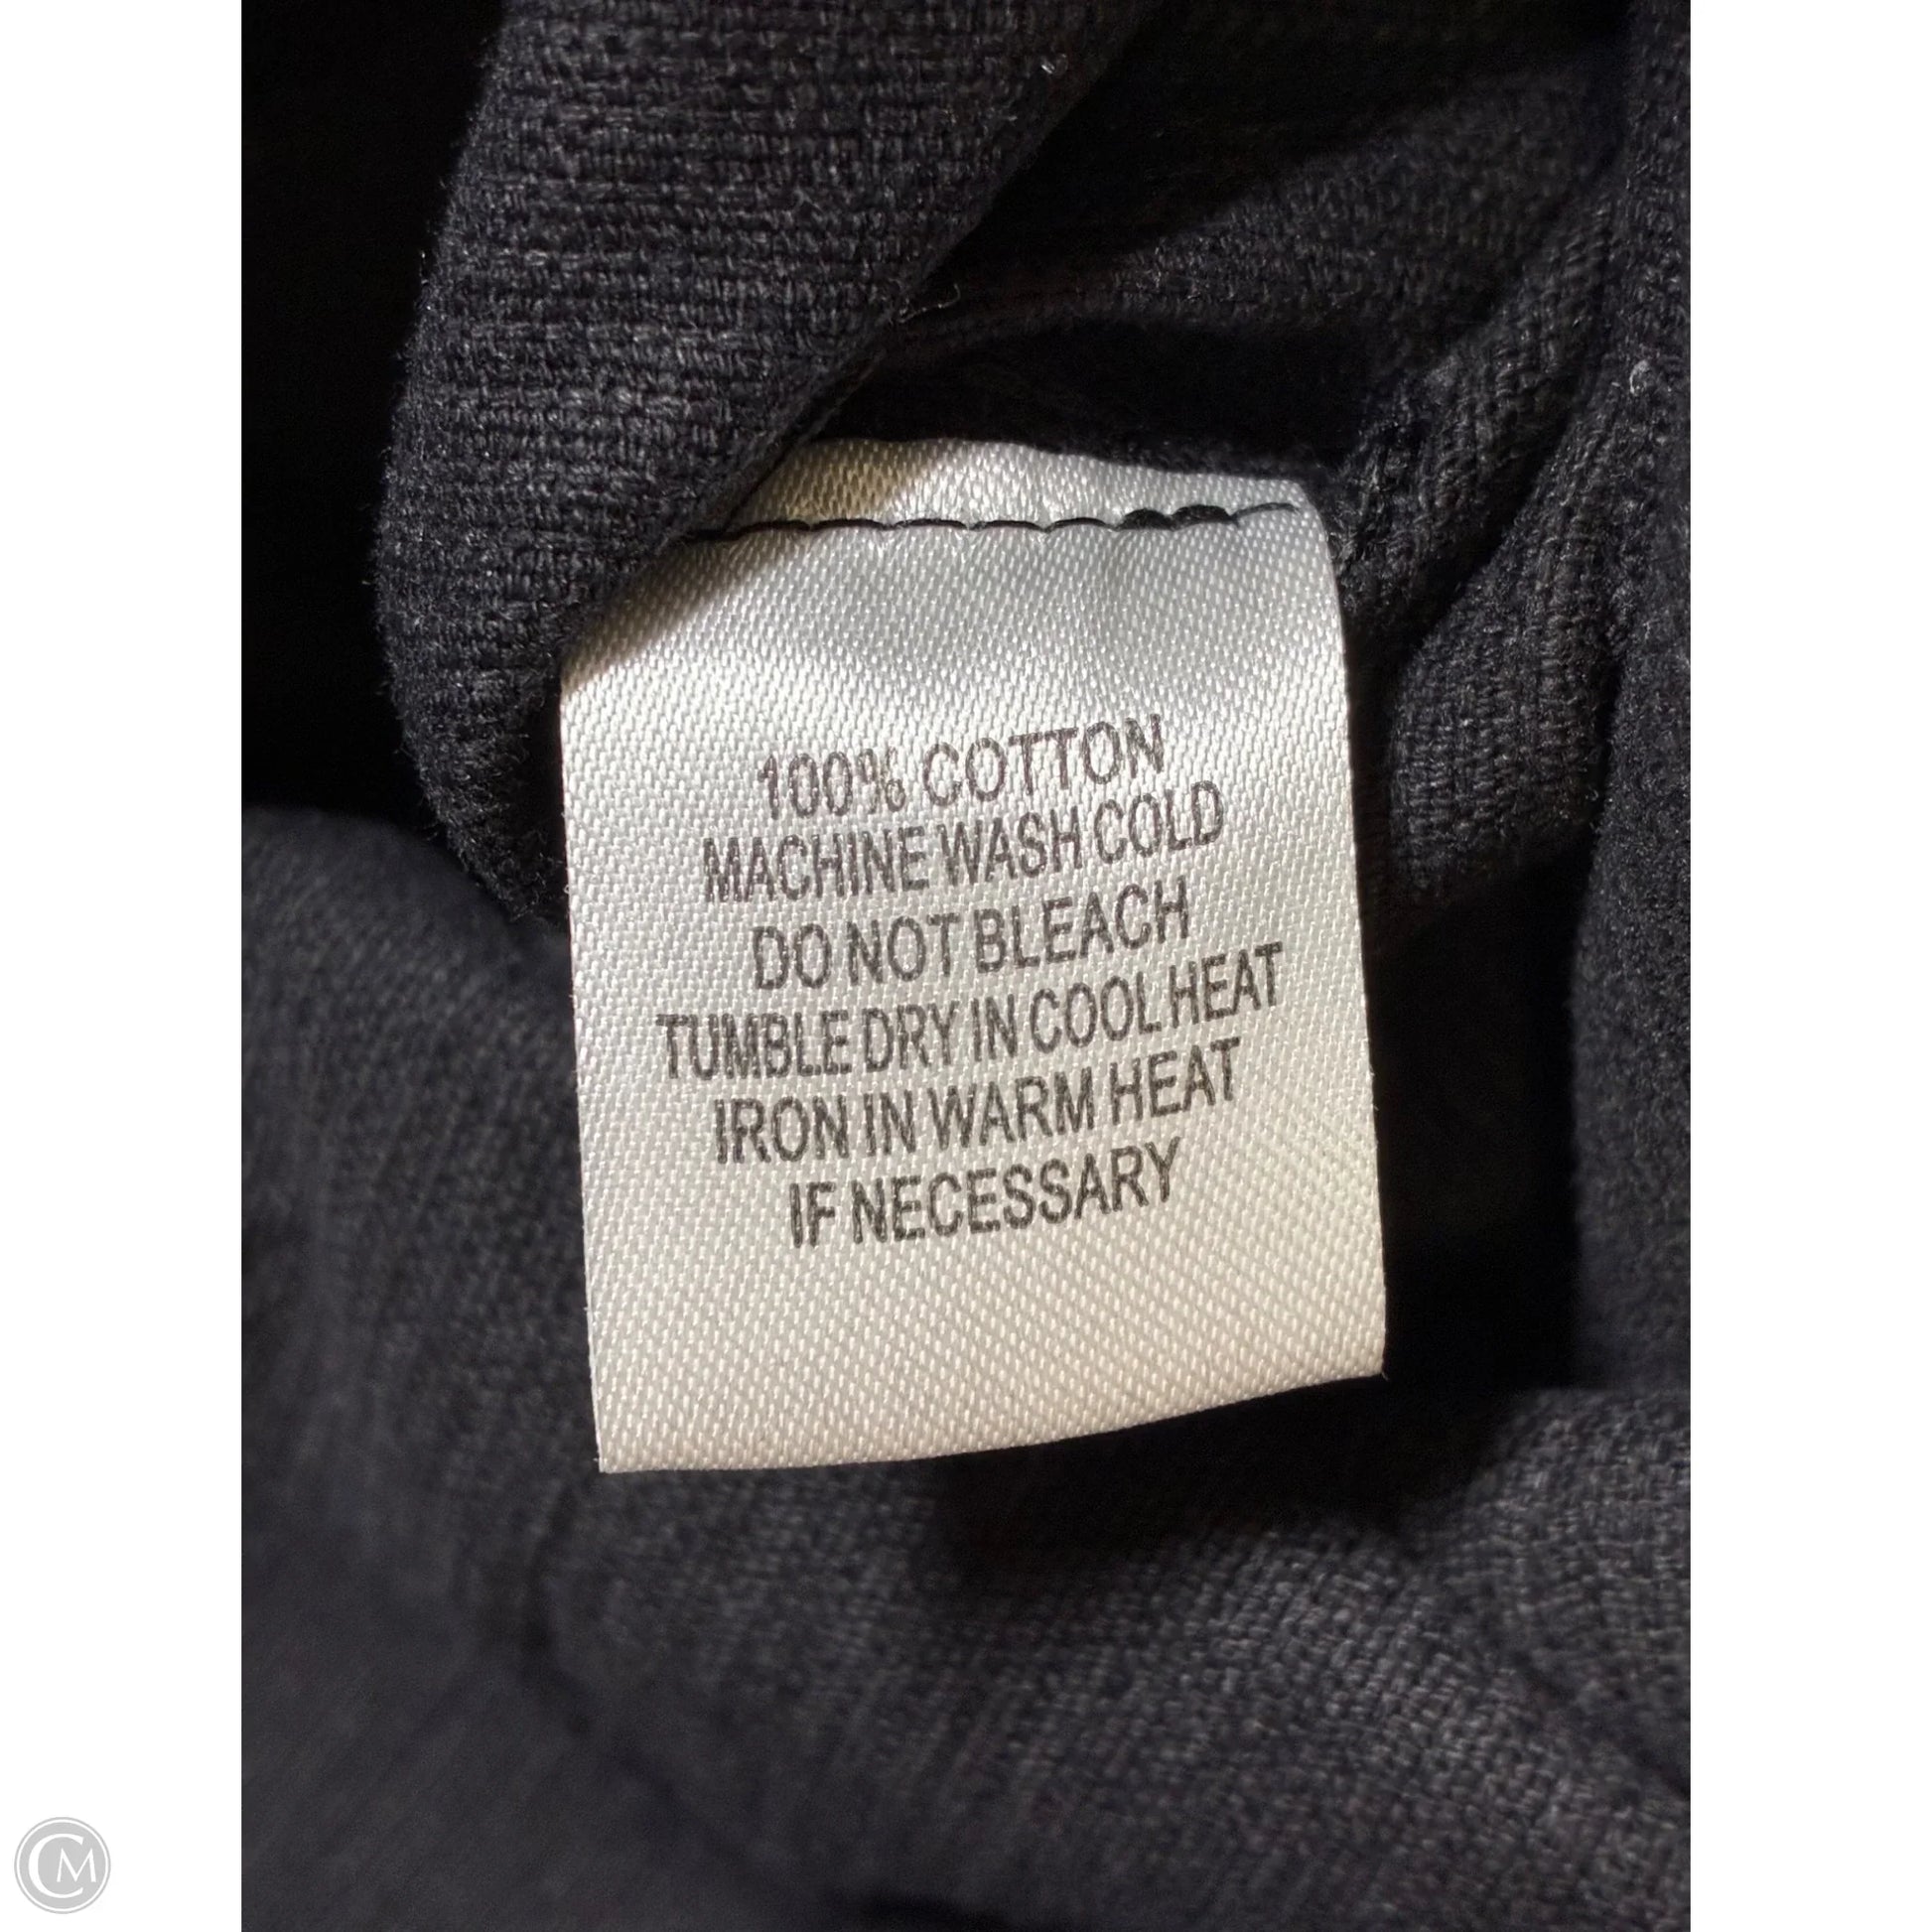 100% COTTON
MACHINE WASH COLD
DO NOT BLEACH
TUMBLE DRY IN COOL HEAT
IRON IN WARM HEAT
IF NECESSARY
CM